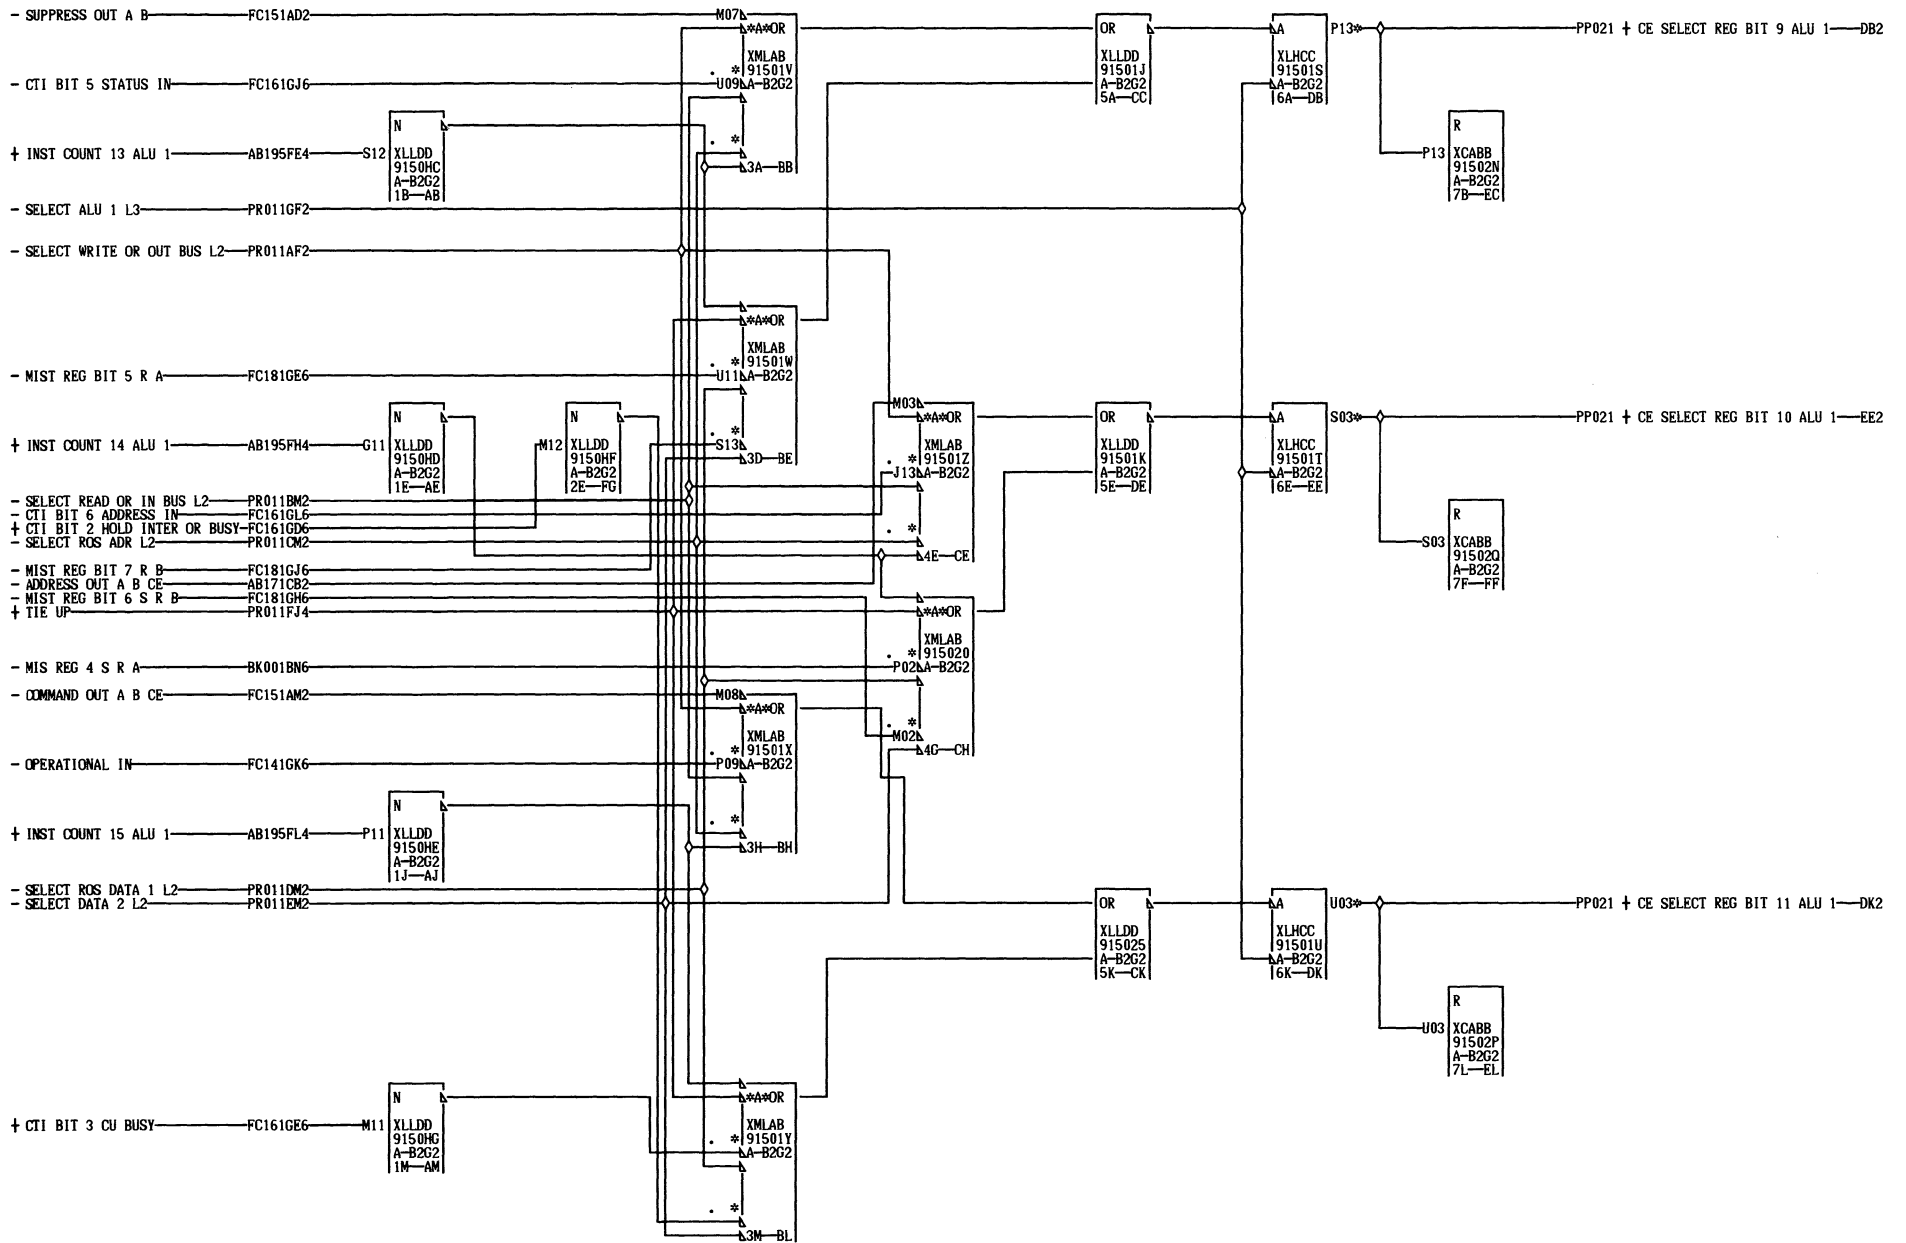 - SUPPRESS OUT A B FC151AD2 M07
*A*OR
XMLAB
* 91501V
- CTI BIT 5 STATUS IN FC161GJ6 U09 A-B2G2
*
3A BB
OR
XLLDD
91501J
A-B2G2
5A CC
A P13*
XLHCC
91501S
A-B2G2
6A DB
PP021 + CE SELECT REG BIT 9 ALU 1 DB2
R
P13 XCABB
91502N
A-B2G2
7B EC
N
+ INST COUNT 13 ALU 1 AB195FE4 S12 XLLDD
9150HC
A-B2G2
1B AB
- SELECT ALU 1 L3 PR011GF2
- SELECT WRITE OR OUT BUS L2 PR011AF2
*A*OR
XMLAB
* 91501W
- MIST REG BIT 5 R A FC181GE6 U11 A-B2G2
*
S13
3D BE
N
+ INST COUNT 14 ALU 1 AB195FH4 G11 XLLDD
9150HD
A-B2G2
1E AE
N
M12 XLLDD
9150HF
A-B2G2
2E FG
M03
*A*OR
XMLAB
* 91501Z
J13 A-B2G2
*
4E CE
OR
XLLDD
91501K
A-B2G2
5E DE
A S03*
XLHCC
91501T
A-B2G2
6E EE
PP021 + CE SELECT REG BIT 10 ALU 1 EE2
R
S03 XCABB
91502Q
A-B2G2
7F FF
- SELECT READ OR IN BUS L2 PR011BM2
- CTI BIT 6 ADDRESS IN FC161GL6
+ CTI BIT 2 HOLD INTER OR BUSY FC161GD6
- SELECT ROS ADR L2 PR011CM2
- MIST REG BIT 7 R B FC181GJ6
- ADDRESS OUT A B CE AB171CB2
- MIST REG BIT 6 S R B FC181GH6
+ TIE UP PR011FJ4
*A*OR
XMLAB
* 915020
- MIS REG 4 S R A BK001BN6 P02 A-B2G2
*
M02
4G CH
- COMMAND OUT A B CE FC151AM2 M08
*A*OR
XMLAB
* 91501X
- OPERATIONAL IN FC141GK6 P09 A-B2G2
*
3H BH
N
+ INST COUNT 15 ALU 1 AB195FL4 P11 XLLDD
9150HE
A-B2G2
1J AJ
- SELECT ROS DATA 1 L2 PR011DM2
- SELECT DATA 2 L2 PR011EM2
OR
XLLDD
915025
A-B2G2
5K CK
A U03*
XLHCC
91501U
A-B2G2
6K DK
PP021 + CE SELECT REG BIT 11 ALU 1 DK2
R
U03 XCABB
91502P
A-B2G2
7L EL
N
+ CTI BIT 3 CU BUSY FC161GE6 M11 XLLDD
9150HG
A-B2G2
1M AM
*A*OR
XMLAB
* 91501Y
A-B2G2
*
3M BL